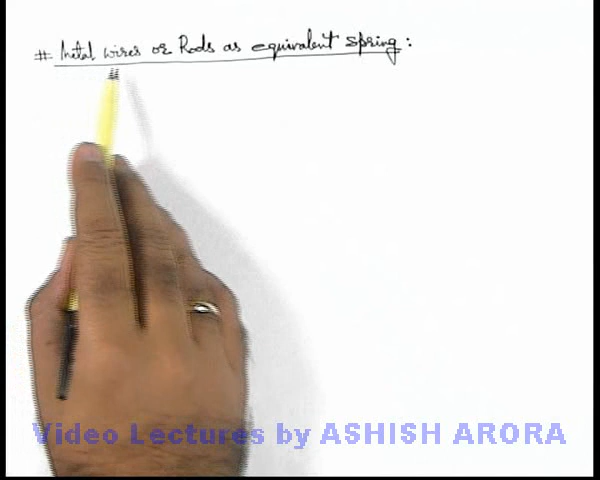 # Metal wires or Rods as equivalent spring :
Video Lectures by ASHISH ARORA